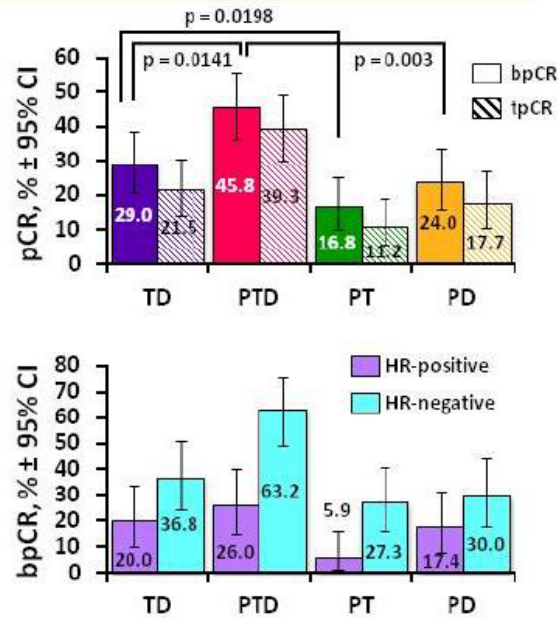 p = 0.0198
p = 0.0141
p = 0.003
bpCR
tpCR
pCR, % ± 95% CI
60
50
40
30
20
10
0
29.0
21.5
45.8
39.3
16.8
11.2
24.0
17.7
TD
PTD
PT
PD
HR-positive
HR-negative
bpCR, % ± 95% CI
80
70
60
50
40
30
20
10
0
20.0
36.8
26.0
63.2
5.9
27.3
17.4
30.0
TD
PTD
PT
PD